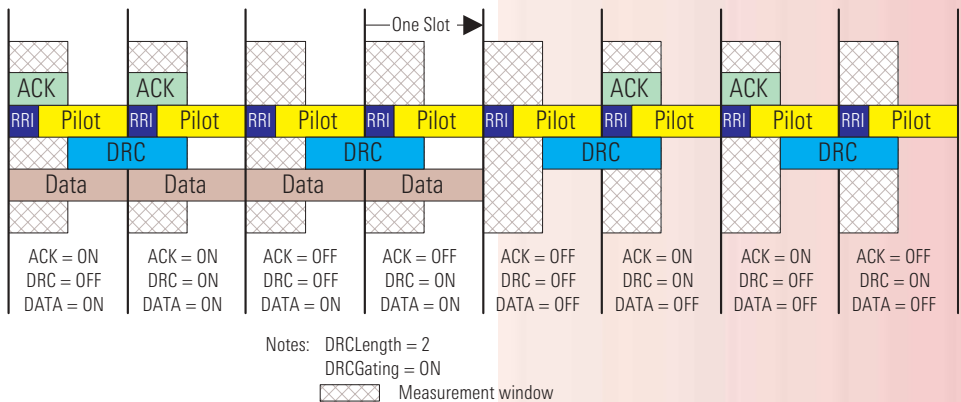 One Slot
ACK ACK ACK ACK
RRI Pilot RRI Pilot RRI Pilot RRI Pilot RRI Pilot RRI Pilot RRI Pilot RRI Pilot
DRC DRC DRC DRC
Data Data Data Data
ACK = ON ACK = ON ACK = OFF ACK = OFF ACK = OFF ACK = ON ACK = ON ACK = OFF
DRC = OFF DRC = ON DRC = OFF DRC = ON DRC = OFF DRC = ON DRC = OFF DRC = ON
DATA = ON DATA = ON DATA = ON DATA = ON DATA = OFF DATA = OFF DATA = OFF DATA = OFF
Notes: DRCLength = 2
DRCGating = ON
Measurement window